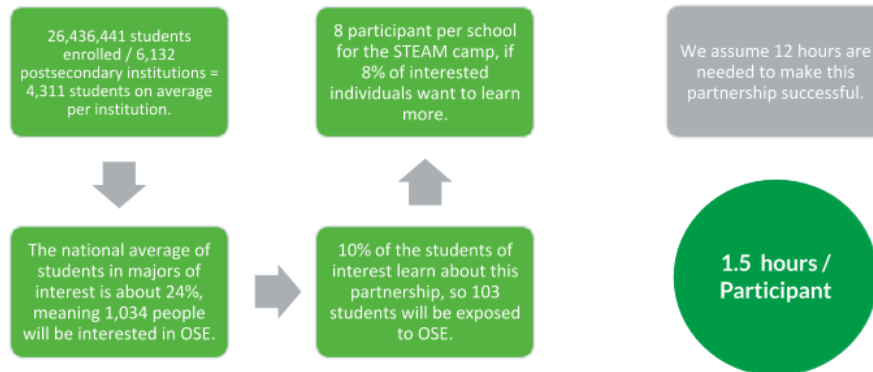 26,436,441 students
enrolled / 6,132
postsecondary institutions =
4,311 students on average
per institution.
The national average of
students in majors of
interest is about 24%,
meaning 1,034 people
will be interested in OSE.
10% of the students of
interest learn about this
partnership, so 103
students will be exposed
to OSE.
8 participant per school
for the STEAM camp, if
8% of interested
individuals want to learn
more.
We assume 12 hours are
needed to make this
partnership successful.
1.5 hours /
Participant